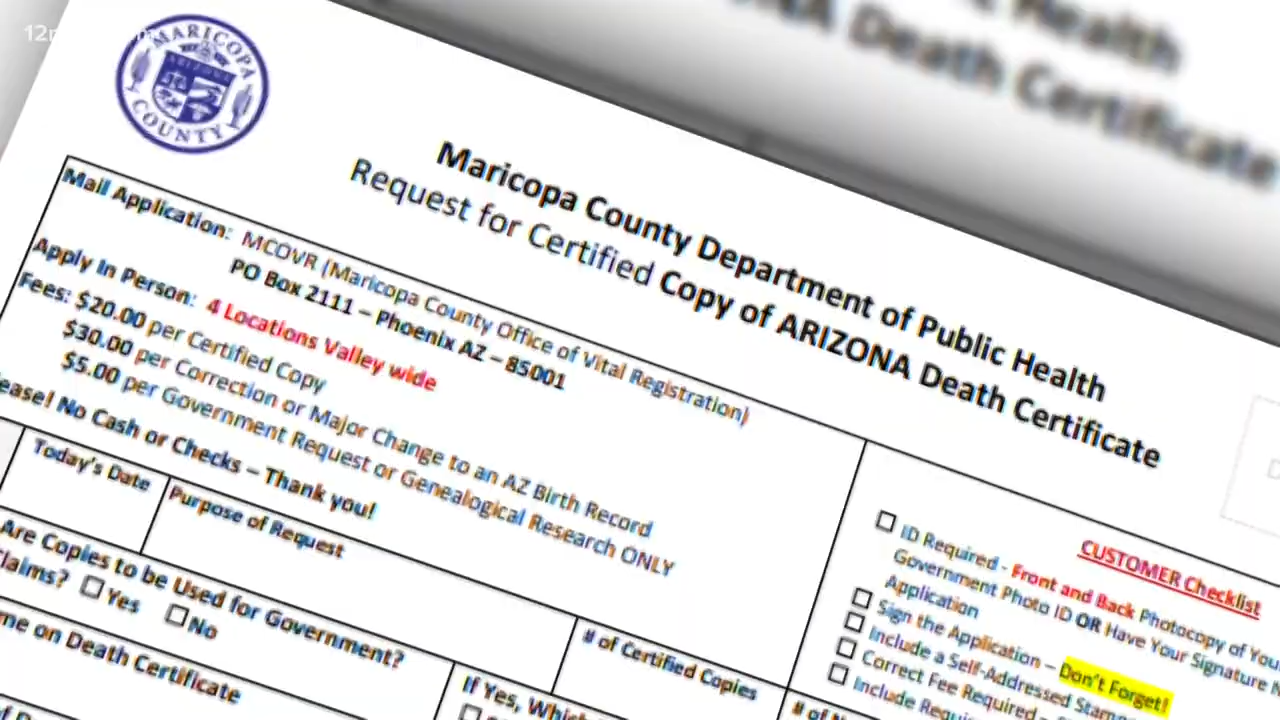 MARICOPA
ARIZONA
COUNTY
Health
Death Certificate
Maricopa County Department of Public Health
Request for Certified Copy of ARIZONA Death Certificate
Mail Application: MCOVR (Maricopa County Office of Vital Registration)
PO Box 2111 – Phoenix AZ – 85001
Apply In Person: 4 Locations Valley wide
Fees: $20.00 per Certified Copy
$30.00 per Correction or Major Change to an AZ Birth Record
$5.00 per Government Request or Genealogical Research ONLY
No Cash or Checks – Thank you!
Today's Date
Purpose of Request
Are Copies to be Used for Government?
Yes
No
# of Certified Copies
on Death Certificate
If Yes, Which
# of
CUSTOMER Checklist
ID Required - Front and Back Photocopy of
Government Photo ID OR Have Your Signature
Application
Sign the Application – Don't Forget!
Include a Self-Addressed
Correct Fee Required
Include